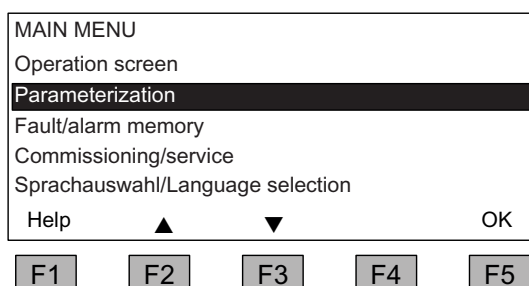 MAIN MENU
Operation screen
Parameterization
Fault/alarm memory
Commissioning/service
Sprachauswahl/Language selection
Help ▲ ▼ OK
F1 F2 F3 F4 F5